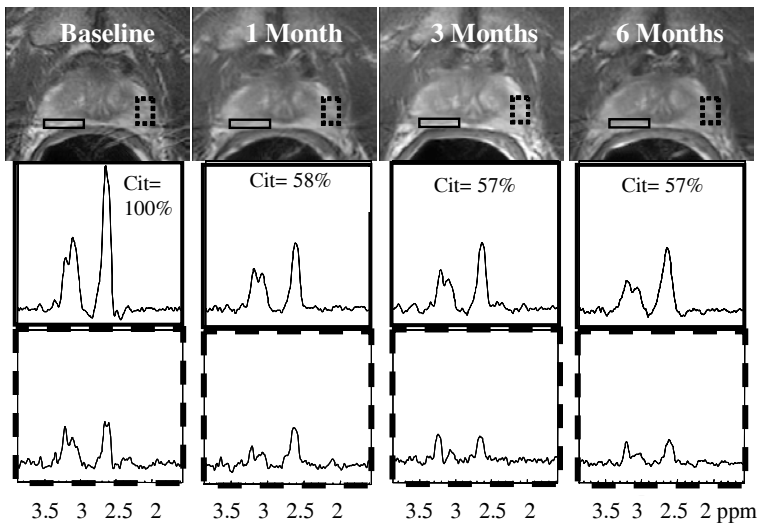 Baseline 1 Month 3 Months 6 Months
Cit=
100%
Cit= 58%
Cit= 57%
Cit= 57%
3.5 3 2.5 2 3.5 3 2.5 2 3.5 3 2.5 2 3.5 3 2.5 2 ppm